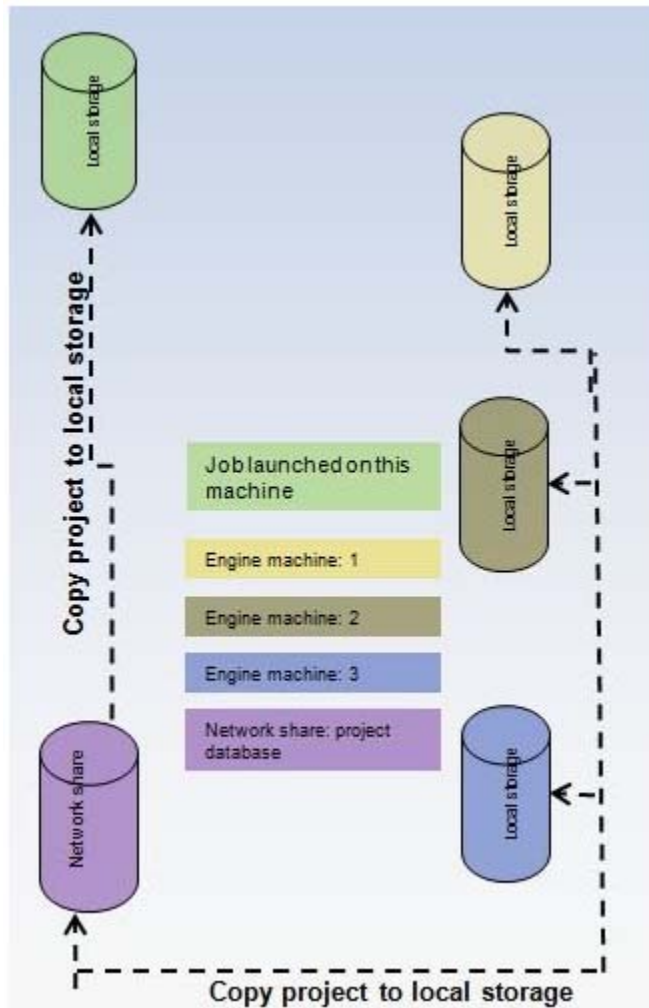 Local storage
Local storage
Copy project to local storage
Job launched on this
machine
Local storage
Engine machine: 1
Engine machine: 2
Engine machine: 3
Network share: project
database
Network share
Local storage
Copy project to local storage